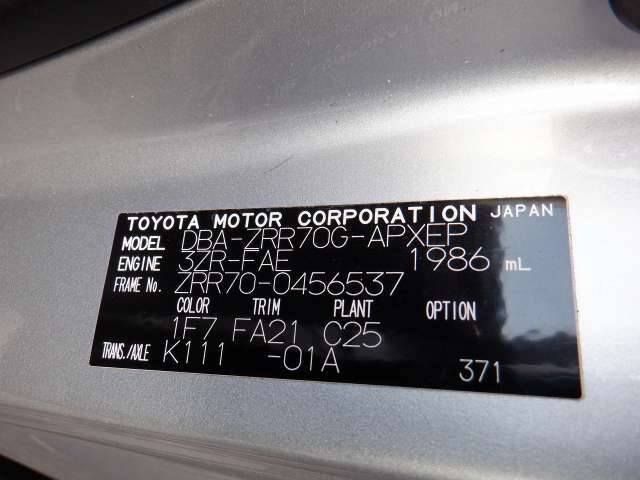 TOYOTA MOTOR CORPORATION JAPAN
MODEL DBA-ZRR70G-APXEP
ENGINE 3ZR-FAE 1986 mL
FRAME No. ZRR70-0456537
COLOR TRIM PLANT OPTION
1F7 FA21 C25
TRANS./AXLE K111 -01A 371